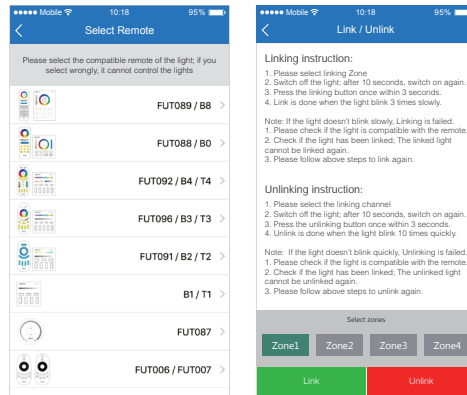 Mobile 10:18 95%
Select Remote
Please select the compatible remote of the light; if you
select wrongly, it cannot control the lights
FUT089 / B8
FUT088 / B0
FUT092 / B4 / T4
FUT096 / B3 / T3
FUT091 / B2 / T2
B1 / T1
FUT087
FUT006 / FUT007
Mobile 10:18 95%
Link / Unlink
Linking instruction:
1. Please select linking Zone
2. Switch off the light; after 10 seconds, switch on again.
3. Press the linking button once within 3 seconds.
4. Link is done when the light blink 3 times slowly.
Note: If the light doesn't blink slowly, Linking is failed.
1. Please check if the light is compatible with the remote.
2. Check if the light has been linked; The linked light
cannot be linked again.
3. Please follow above steps to link again.
Unlinking instruction:
1. Please select the linking channel
2. Switch off the light; after 10 seconds, switch on again.
3. Press the unlinking button once within 3 seconds.
4. Unlink is done when the light blink 10 times quickly.
Note: If the light doesn't blink quickly, Unlinking is failed.
1. Please check if the light is compatible with the remote.
2. Check if the light has been linked; The unlinked light
cannot be unlinked again.
3. Please follow above steps to unlink again.
Select zones
Zone1 Zone2 Zone3 Zone4
Link Unlink